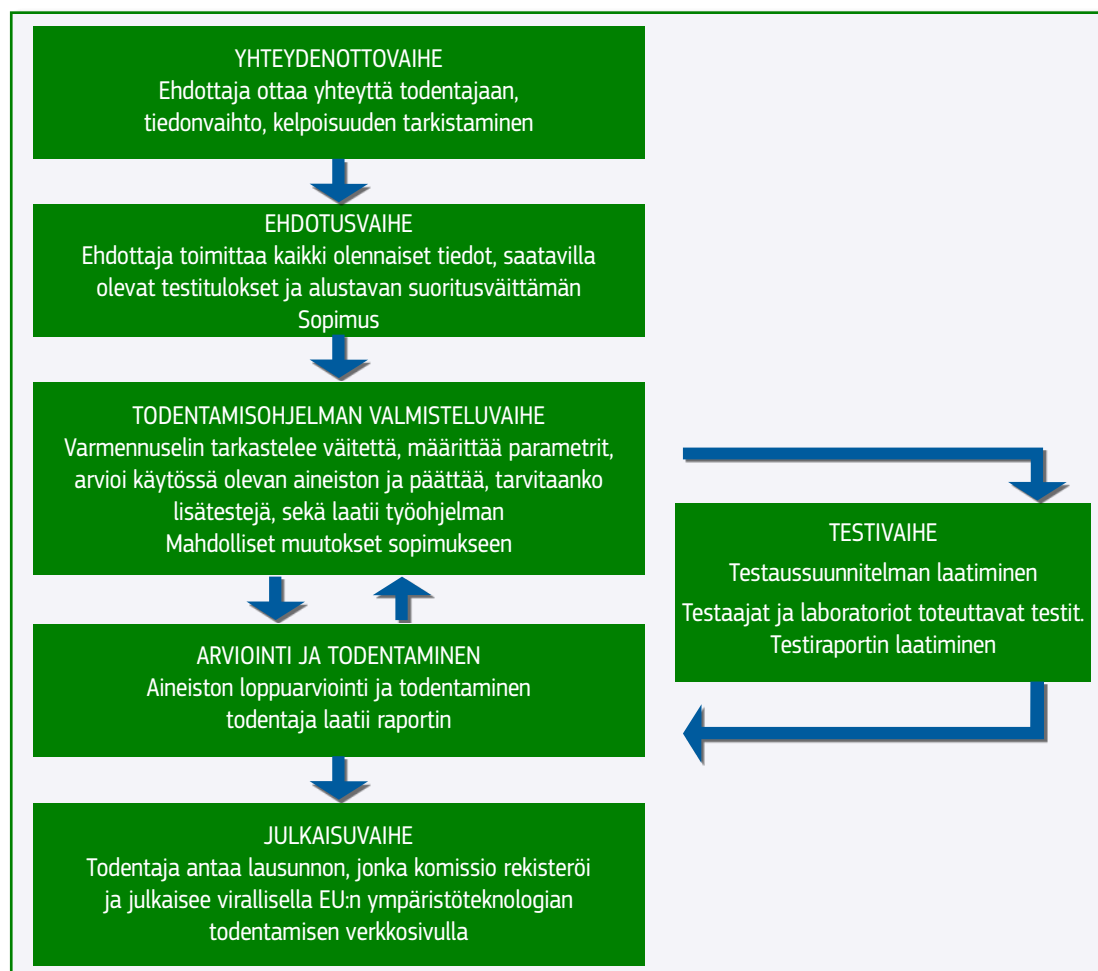 YHTEYDENOTTOVAIHE
Ehdottaja ottaa yhteyttä todentajaan,
tiedonvaihto, kelpoisuuden tarkistaminen
EHDOTUSVAIHE
Ehdottaja toimittaa kaikki olennaiset tiedot, saatavilla
olevat testitulokset ja alustavan suoritusväittämän
Sopimus
TODENTAMISOHJELMAN VALMISTELUVAIHE
Varmennuselin tarkastelee väitettä, määrittää parametrit,
arvioi käytössä olevan aineiston ja päättää, tarvitaanko
lisätestejä, sekä laatii työohjelman
Mahdolliset muutokset sopimukseen
TESTIVAIHE
Testaussuunnitelman laatiminen
Testaajat ja laboratoriot toteuttavat testit.
Testiraportin laatiminen
ARVIOINTI JA TODENTAMINEN
Aineiston loppuarviointi ja todentaminen
todentaja laatii raportin
JULKAISUVAIHE
Todentaja antaa lausunnon, jonka komissio rekisteröi
ja julkaisee virallisella EU:n ympäristöteknologian
todentamisen verkkosivulla